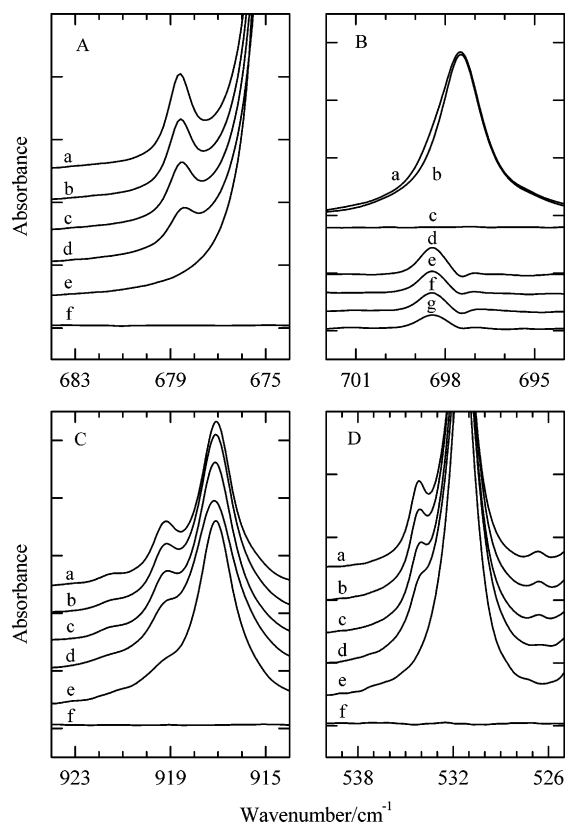 A
B
a
b
c
d
e
f
a
b
c
d
e
f
g
683
679
675
701
698
695
Absorbance
C
D
a
b
c
d
e
f
a
b
c
d
e
f
923
919
915
538
532
526
Absorbance
Wavenumber/cm⁻¹